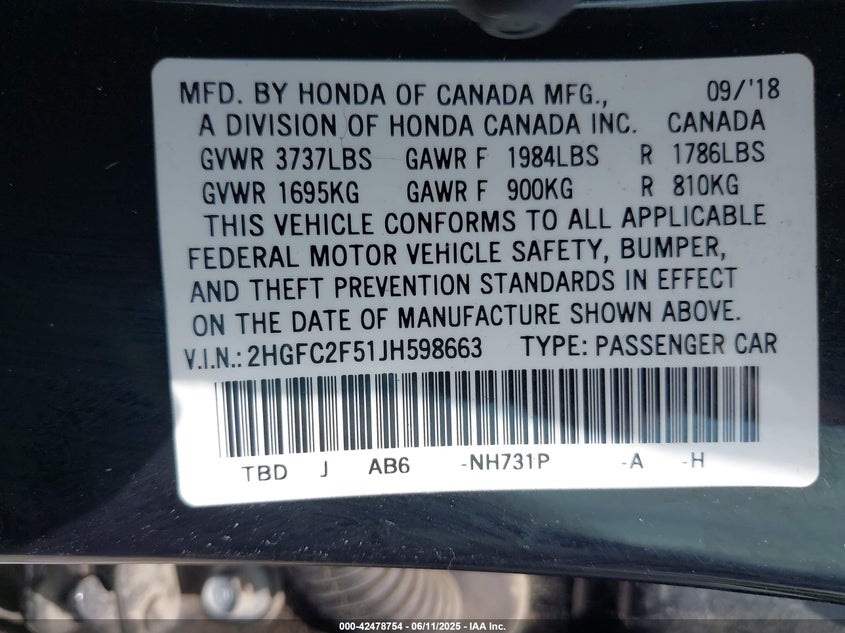 MFD. BY HONDA OF CANADA MFG., 09/'18
A DIVISION OF HONDA CANADA INC. CANADA
GVWR 3737LBS GAWR F 1984LBS R 1786LBS
GVWR 1695KG GAWR F 900KG R 810KG
THIS VEHICLE CONFORMS TO ALL APPLICABLE
FEDERAL MOTOR VEHICLE SAFETY, BUMPER,
AND THEFT PREVENTION STANDARDS IN EFFECT
ON THE DATE OF MANUFACTURE SHOWN ABOVE.
V.I.N.: 2HGFC2F51JH598663 TYPE: PASSENGER CAR
TBD J AB6 -NH731P -A -H
000-42478754 / 06/11/2025 - IAA Inc.